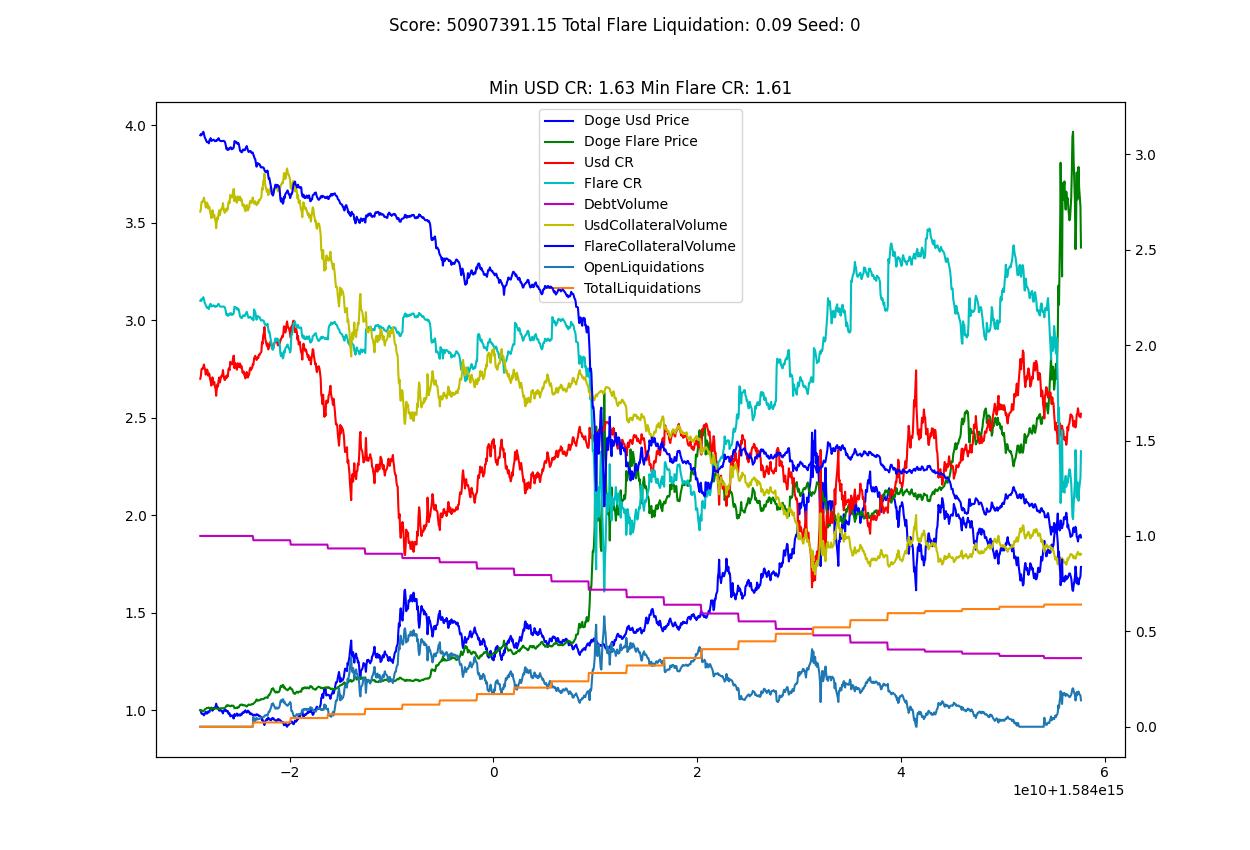 Score: 50907391.15 Total Flare Liquidation: 0.09 Seed: 0
Min USD CR: 1.63 Min Flare CR: 1.61
Doge Usd Price
Doge Flare Price
Usd CR
Flare CR
DebtVolume
UsdCollateralVolume
FlareCollateralVolume
OpenLiquidations
TotalLiquidations
4.0
3.5
3.0
2.5
2.0
1.5
1.0
3.0
2.5
2.0
1.5
1.0
0.5
0.0
−2
0
2
4
6
1e10+1.584e15